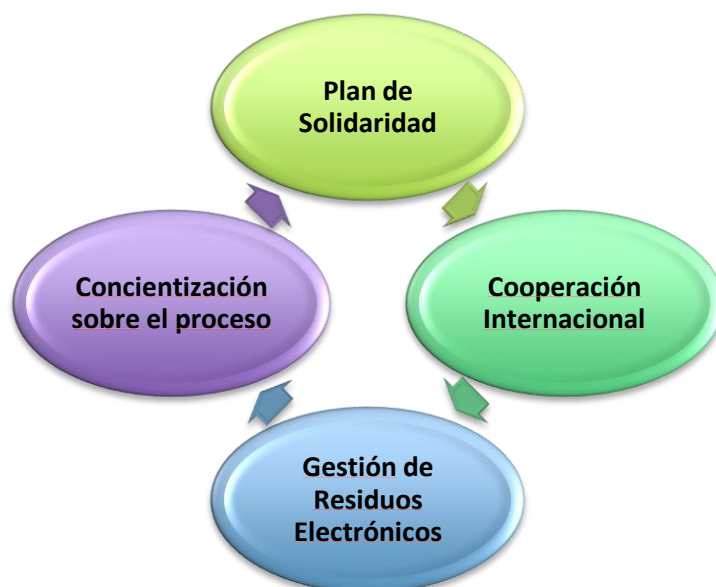 Plan de
Solidaridad
Concientización
sobre el proceso
Cooperación
Internacional
Gestión de
Residuos
Electrónicos